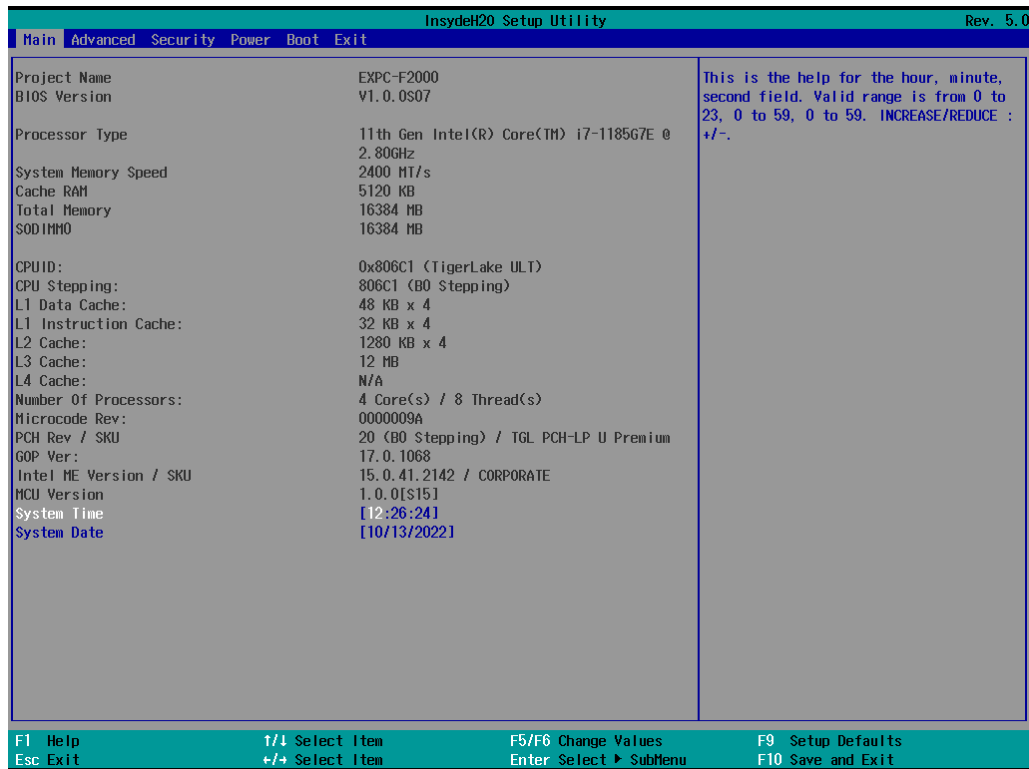 InsydeH20 Setup Utility Rev. 5.0
Main Advanced Security Power Boot Exit
Project Name EXPC-F2000
BIOS Version V1.0.0S07
Processor Type 11th Gen Intel(R) Core(TM) i7-1185G7E @
2.80GHz
System Memory Speed 2400 MT/s
Cache RAM 5120 KB
Total Memory 16384 MB
SODIMM0 16384 MB
CPUID: 0x806C1 (TigerLake ULT)
CPU Stepping: 806C1 (B0 Stepping)
L1 Data Cache: 48 KB x 4
L1 Instruction Cache: 32 KB x 4
L2 Cache: 1280 KB x 4
L3 Cache: 12 MB
L4 Cache: N/A
Number Of Processors: 4 Core(s) / 8 Thread(s)
Microcode Rev: 0000009A
PCH Rev / SKU 20 (B0 Stepping) / TGL PCH-LP U Premium
GOP Ver: 17.0.1068
Intel ME Version / SKU 15.0.41.2142 / CORPORATE
MCU Version 1.0.0[S15]
System Time [12:26:24]
System Date [10/13/2022]
This is the help for the hour, minute,
second field. Valid range is from 0 to
23, 0 to 59, 0 to 59. INCREASE/REDUCE :
+/-.
F1 Help ↑/↓ Select Item F5/F6 Change Values F9 Setup Defaults
Esc Exit ←/→ Select Item Enter Select ► SubMenu F10 Save and Exit